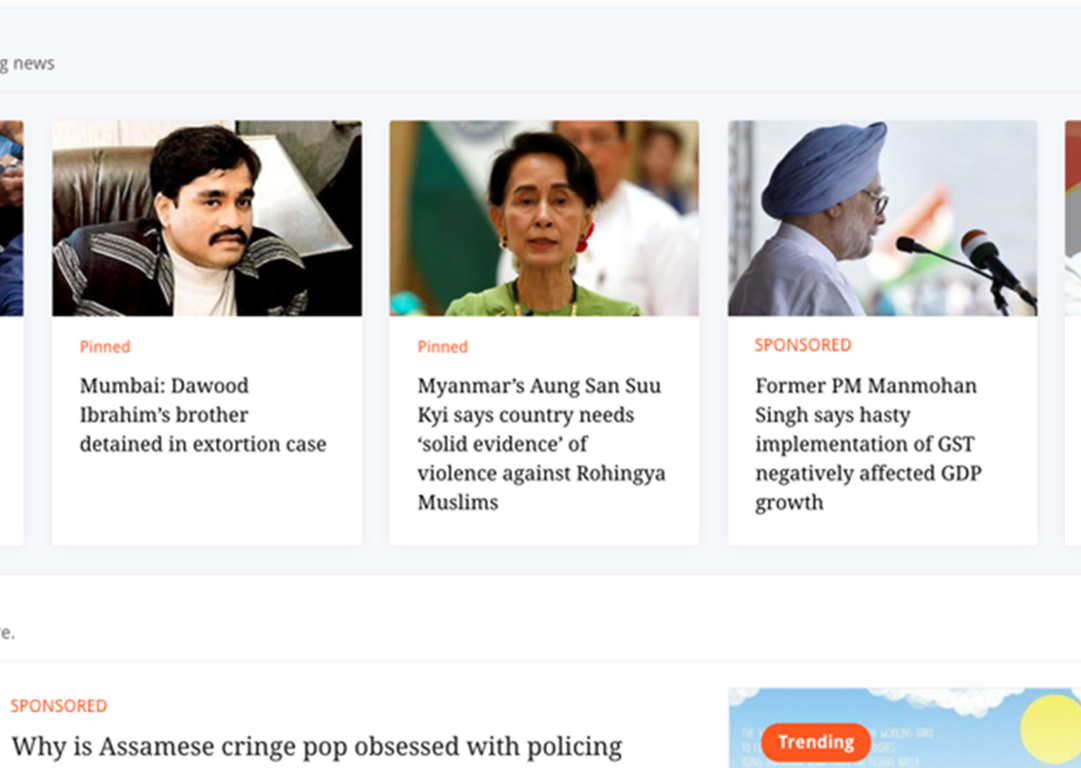 g news
Pinned
Mumbai: Dawood
Ibrahim’s brother
detained in extortion case
Pinned
Myanmar’s Aung San Suu
Kyi says country needs
‘solid evidence’ of
violence against Rohingya
Muslims
SPONSORED
Former PM Manmohan
Singh says hasty
implementation of GST
negatively affected GDP
growth
e.
SPONSORED
Why is Assamese cringe pop obsessed with policing
Trending